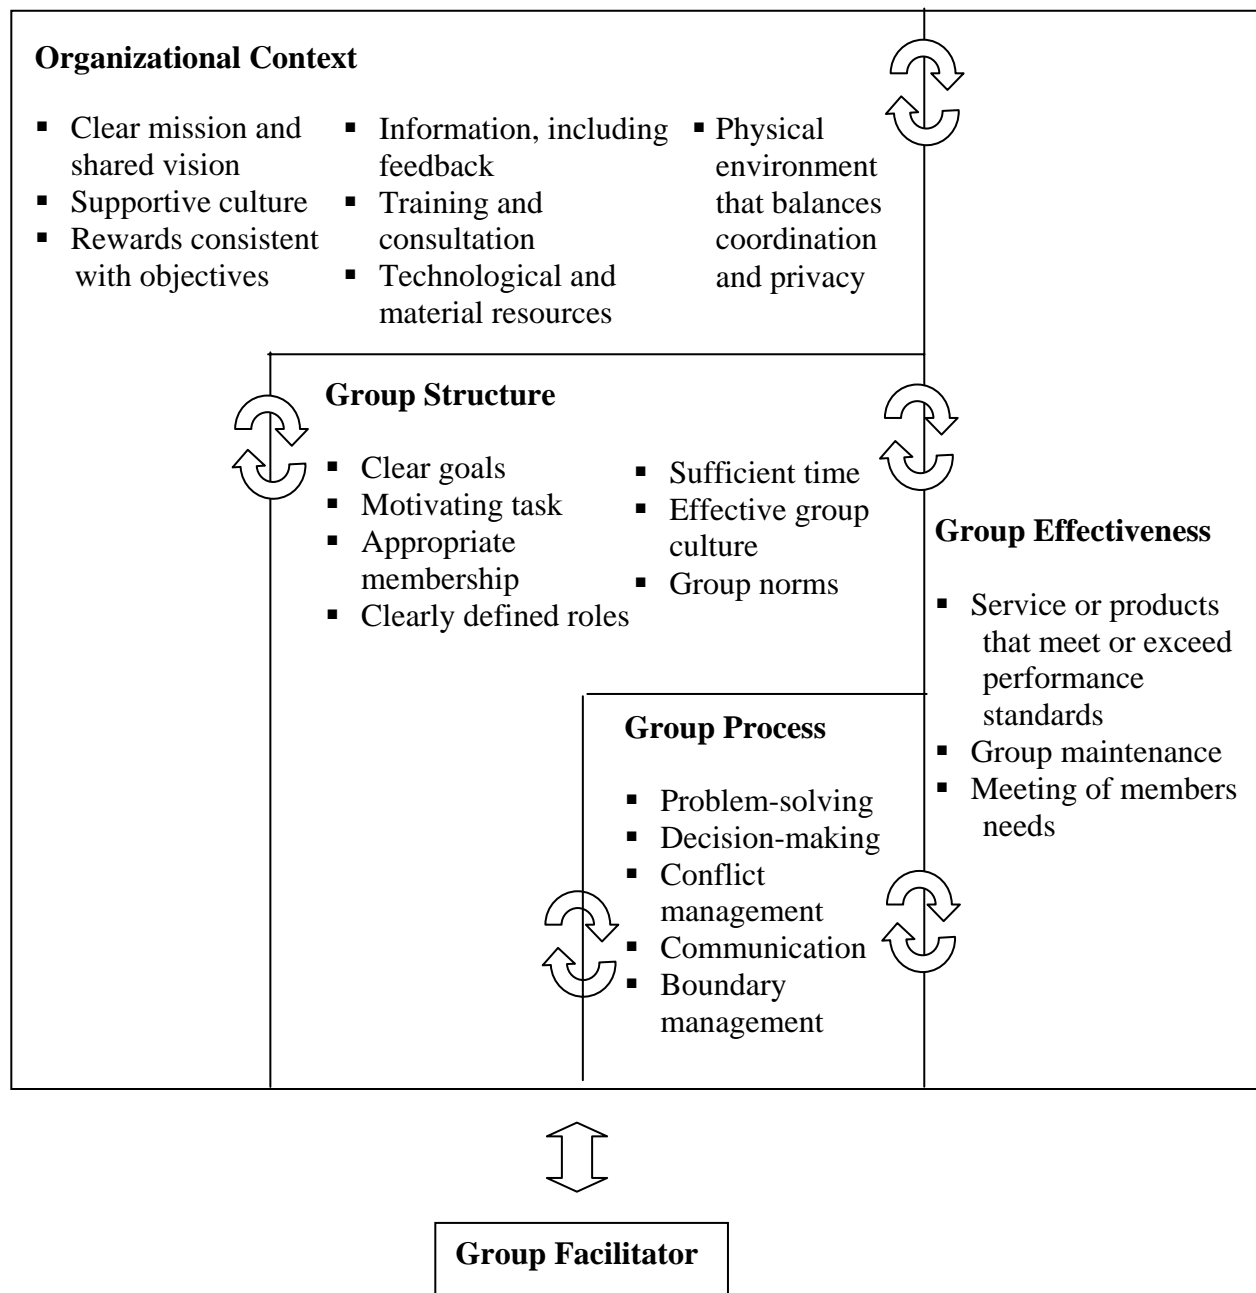 Organizational Context
▪ Clear mission and
shared vision
▪ Supportive culture
▪ Rewards consistent
with objectives
▪ Information, including
feedback
▪ Training and
consultation
▪ Technological and
material resources
▪ Physical
environment
that balances
coordination
and privacy
Group Structure
▪ Clear goals
▪ Motivating task
▪ Appropriate
membership
▪ Clearly defined roles
▪ Sufficient time
▪ Effective group
culture
▪ Group norms
Group Process
▪ Problem-solving
▪ Decision-making
▪ Conflict
management
▪ Communication
▪ Boundary
management
Group Effectiveness
▪ Service or products
that meet or exceed
performance
standards
▪ Group maintenance
▪ Meeting of members
needs
Group Facilitator